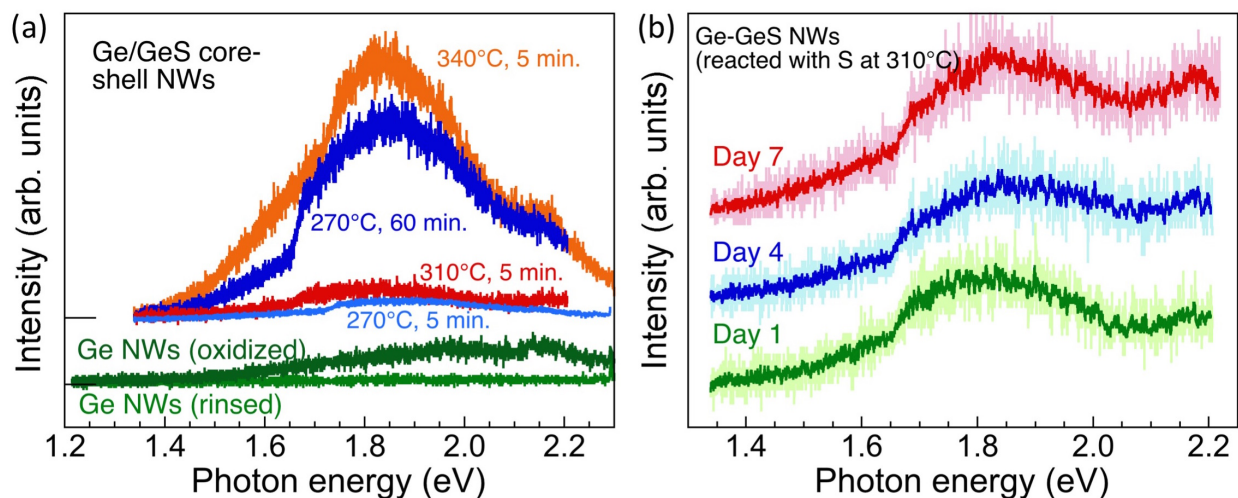 (a)
Ge/GeS core-
shell NWs
340°C, 5 min.
270°C, 60 min.
310°C, 5 min.
270°C, 5 min.
Ge NWs (oxidized)
Ge NWs (rinsed)
Intensity (arb. units)
1.2 1.4 1.6 1.8 2.0 2.2
Photon energy (eV)
(b)
Ge-GeS NWs
(reacted with S at 310°C)
Day 7
Day 4
Day 1
Intensity (arb. units)
1.4 1.6 1.8 2.0 2.2
Photon energy (eV)